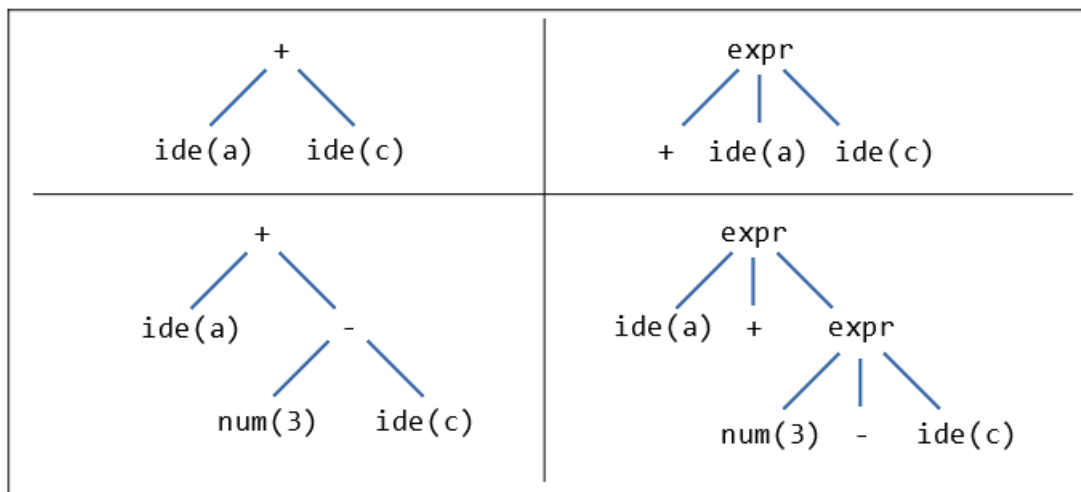 +
ide(a) ide(c)
expr
+ ide(a) ide(c)
+
ide(a) -
num(3) ide(c)
expr
ide(a) + expr
num(3) - ide(c)